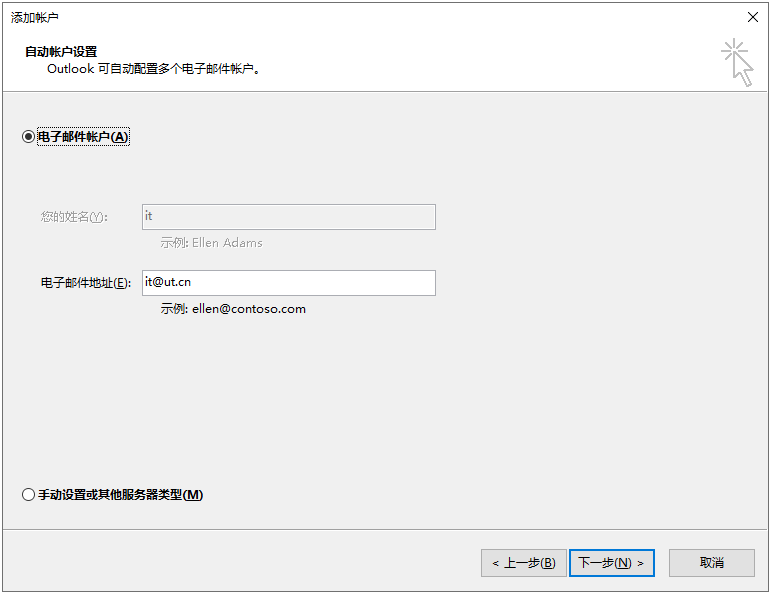 添加帐户
自动帐户设置
Outlook 可自动配置多个电子邮件帐户。
电子邮件帐户(A)
您的姓名(Y): it
示例: Ellen Adams
电子邮件地址(E): it@ut.cn
示例: ellen@contoso.com
手动设置或其他服务器类型(M)
< 上一步(B) 下一步(N) > 取消